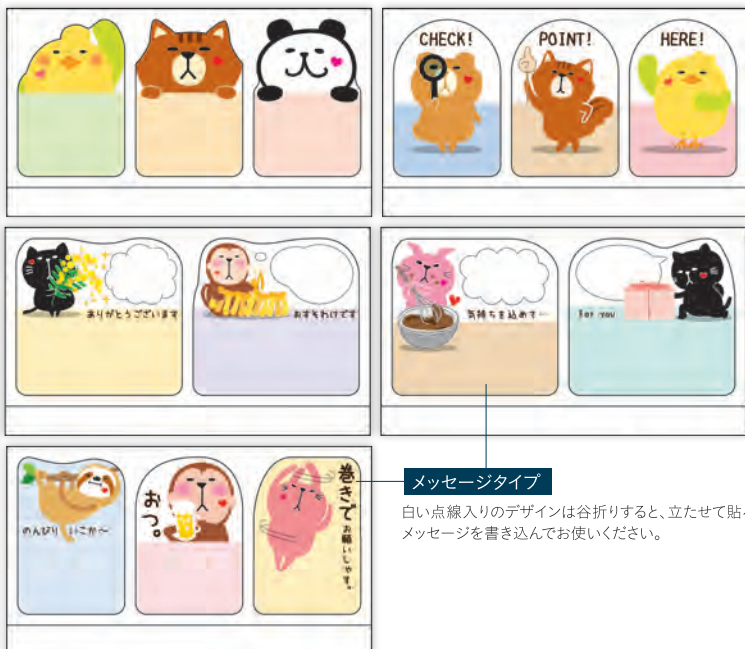 CHECK!
POINT!
HERE!
ありがとうございます
おすそわけです
気持ちを込めて…
for you
のんびり いこか〜
おっ。
巻きで
お願いしやす。
メッセージタイプ
白い点線入りのデザインは谷折りすると、立たせて貼
メッセージを書き込んでお使いください。